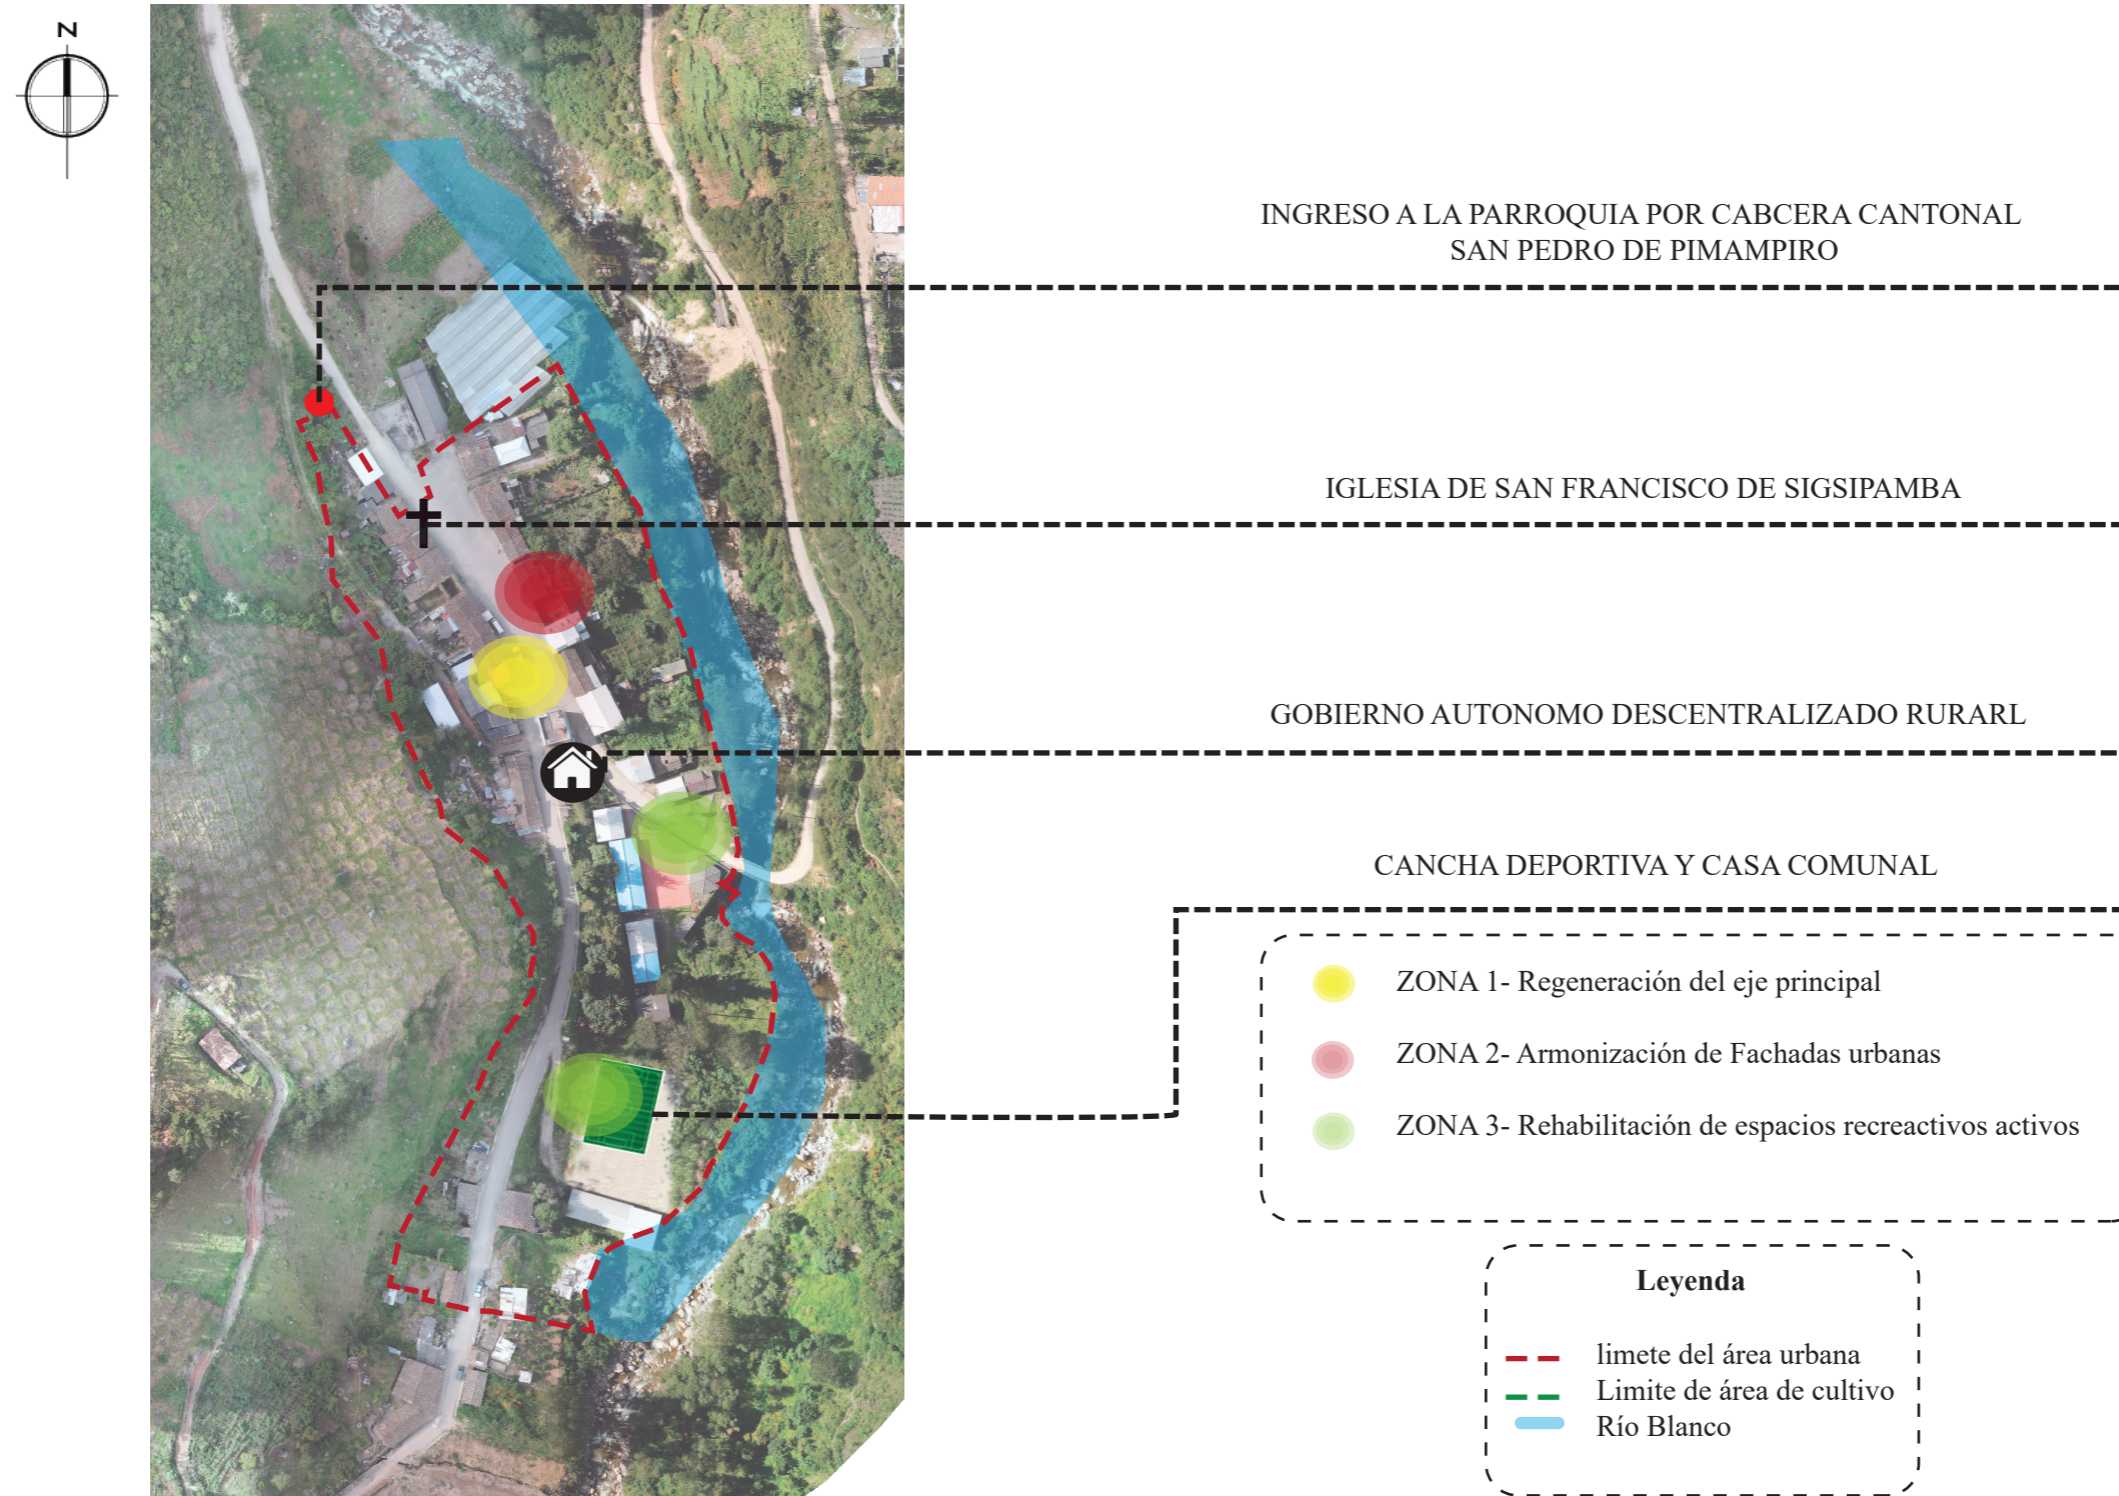 N
INGRESO A LA PARROQUIA POR CABCERA CANTONAL
SAN PEDRO DE PIMAMPIRO
IGLESIA DE SAN FRANCISCO DE SIGSIPAMBA
GOBIERNO AUTONOMO DESCENTRALIZADO RURARL
CANCHA DEPORTIVA Y CASA COMUNAL
ZONA 1- Regeneración del eje principal
ZONA 2- Armonización de Fachadas urbanas
ZONA 3- Rehabilitación de espacios recreactivos activos
Leyenda
limete del área urbana
Limite de área de cultivo
Río Blanco